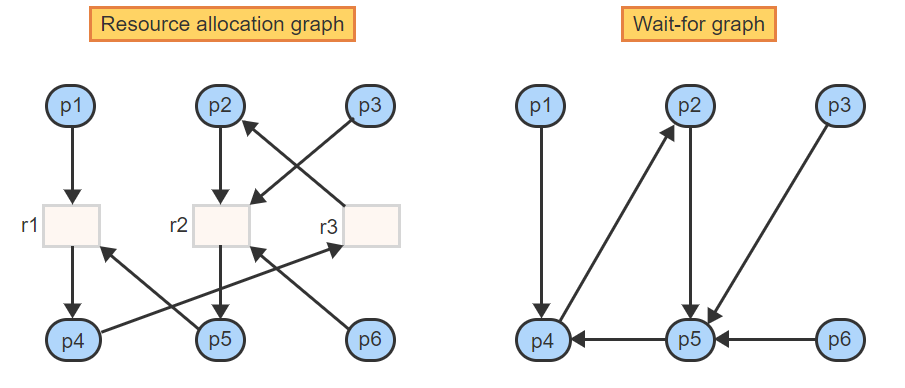 Resource allocation graph
Wait-for graph
p1
p2
p3
p1
p2
p3
r1
r2
r3
p4
p5
p6
p4
p5
p6